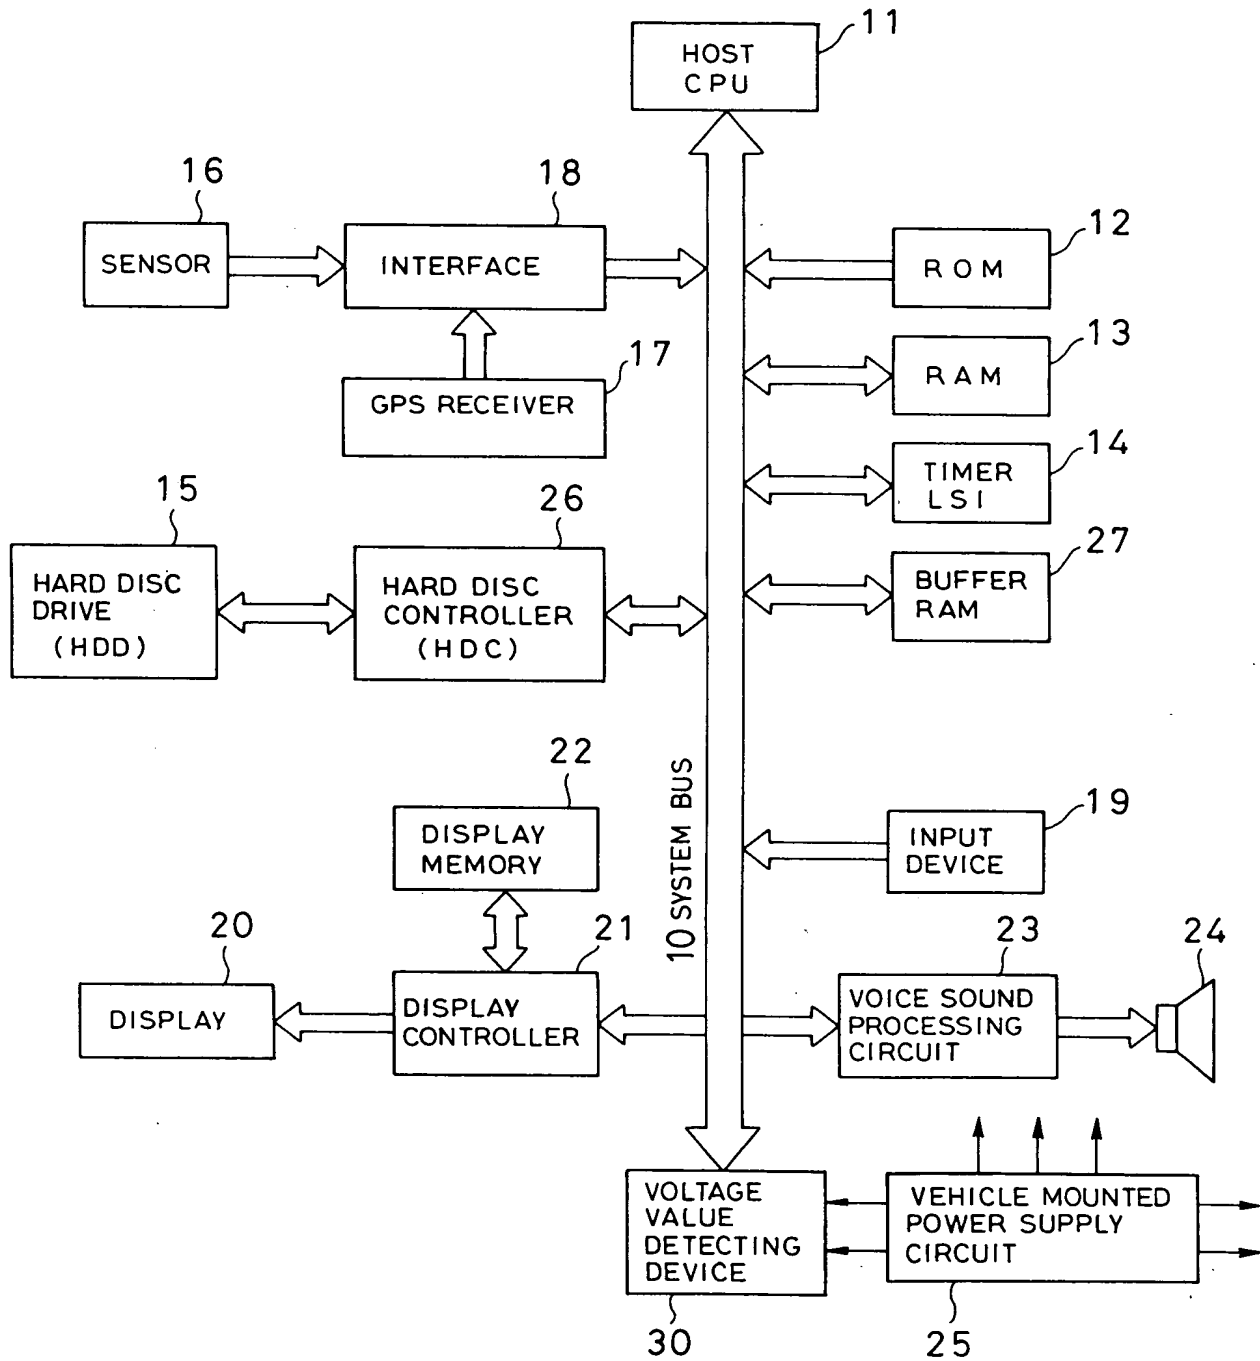 11
HOST
CPU
16
18
12
SENSOR
INTERFACE
ROM
17
13
GPS RECEIVER
RAM
14
15
26
TIMER
LSI
27
HARD DISC
DRIVE
(HDD)
HARD DISC
CONTROLLER
(HDC)
BUFFER
RAM
22
10 SYSTEM BUS
19
DISPLAY
MEMORY
INPUT
DEVICE
20
21
23
24
DISPLAY
DISPLAY
CONTROLLER
VOICE SOUND
PROCESSING
CIRCUIT
VOLTAGE
VALUE
DETECTING
DEVICE
VEHICLE MOUNTED
POWER SUPPLY
CIRCUIT
30
25